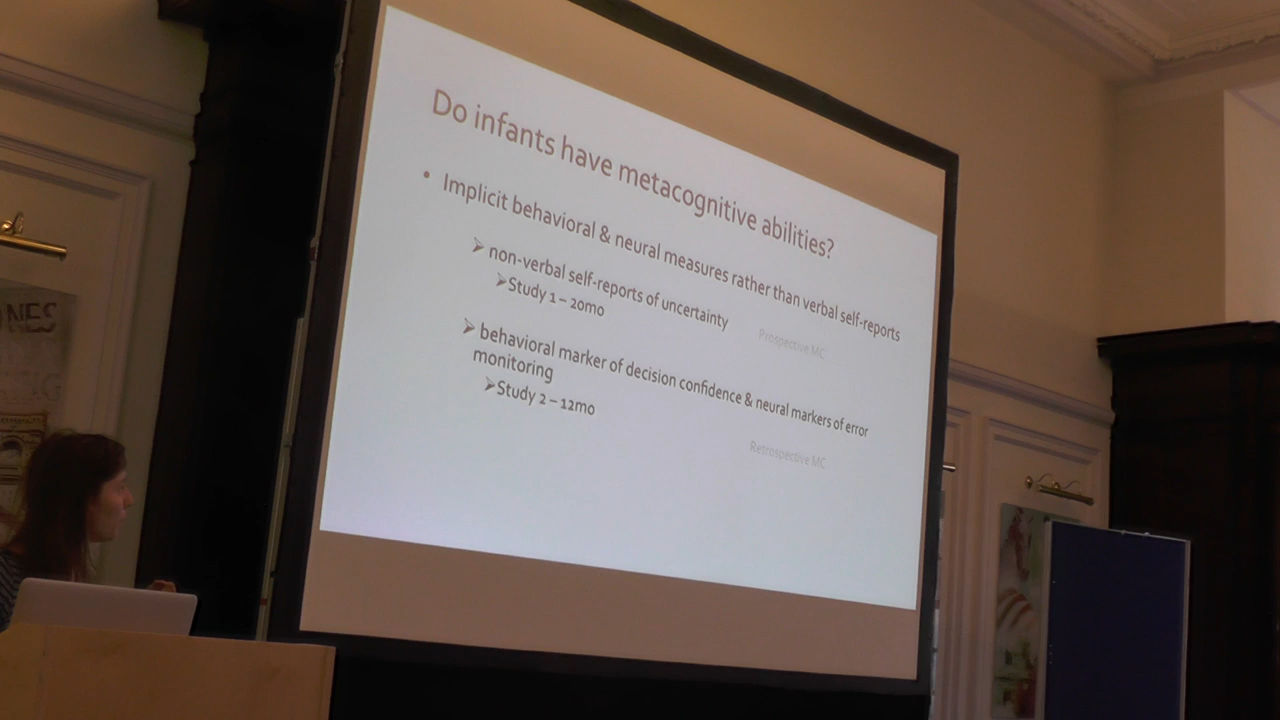 Do infants have metacognitive abilities?
• Implicit behavioral & neural measures rather than verbal self-reports
➢ non-verbal self-reports of uncertainty
➢Study 1 – 20mo
Prospective MC
➢ behavioral marker of decision confidence & neural markers of error
monitoring
➢Study 2 – 12mo
Retrospective MC
NES